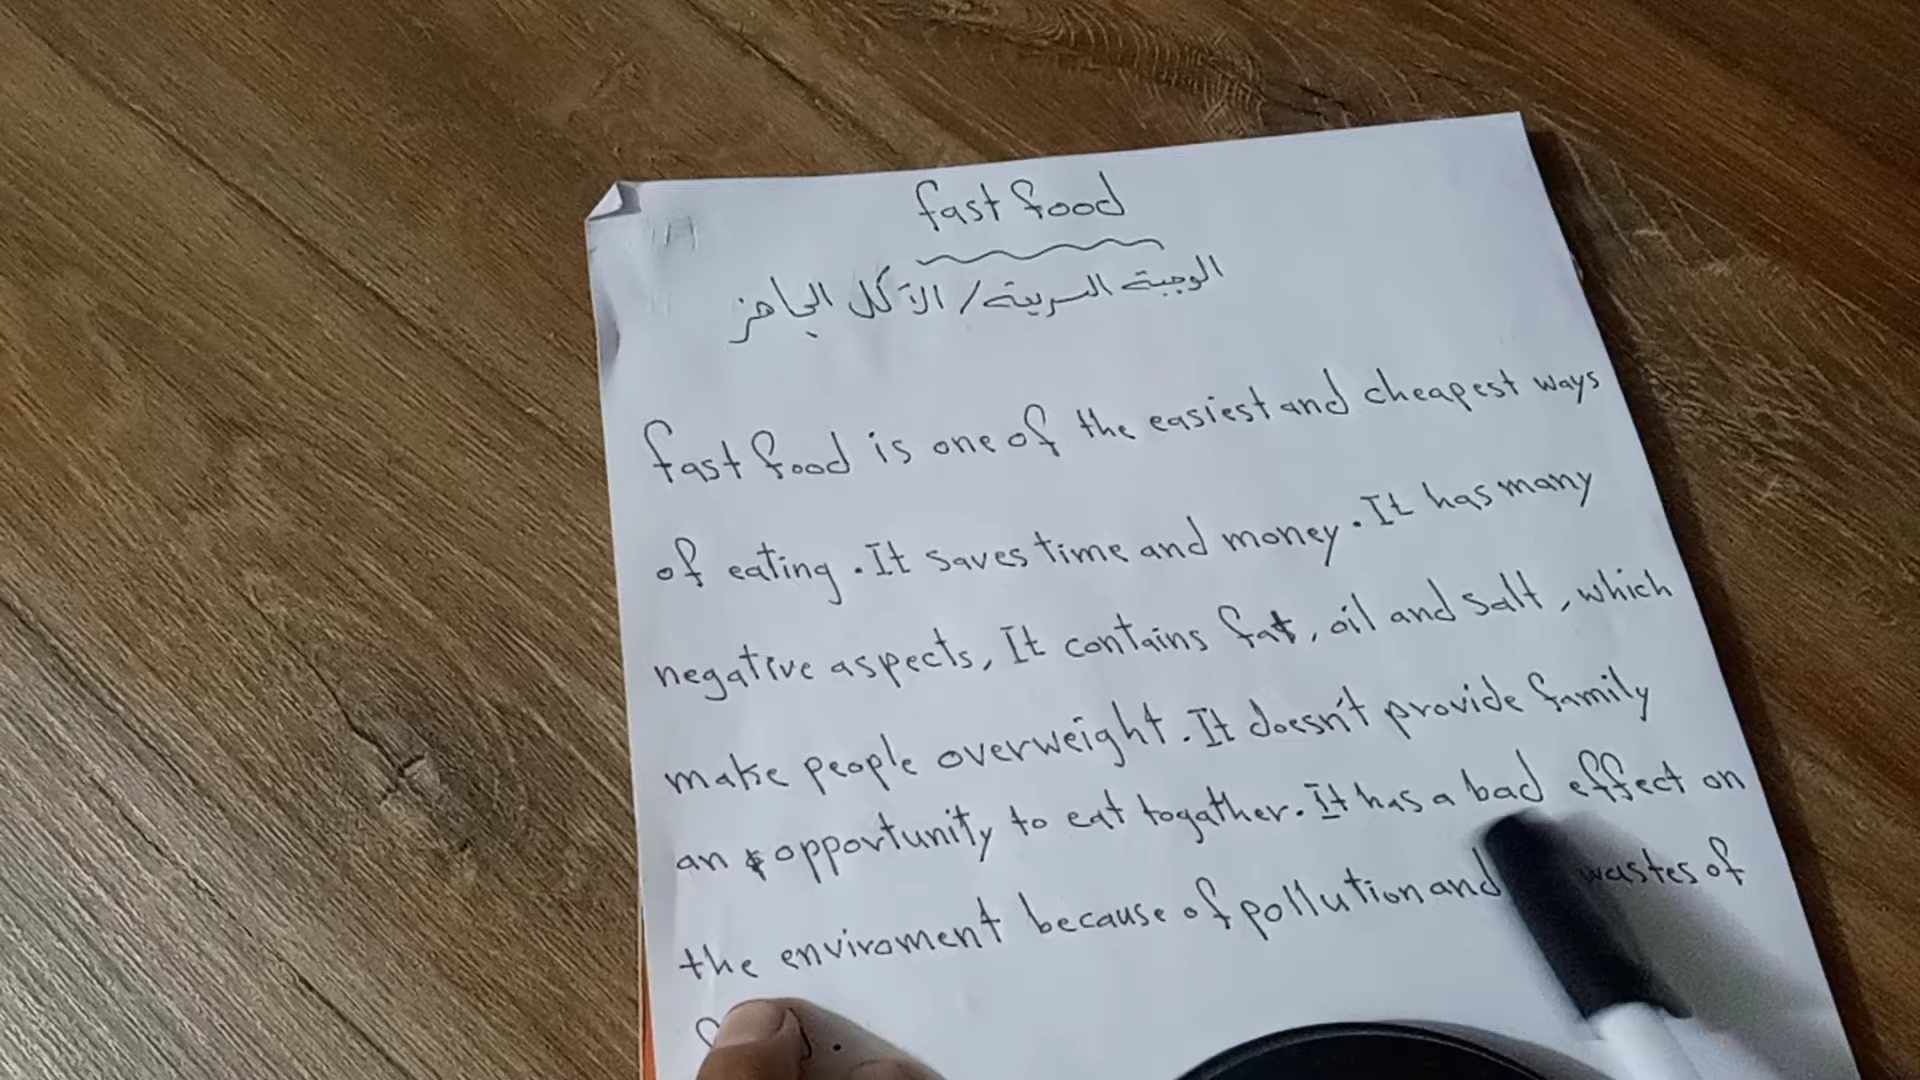 fast food
الوجبة السريعة / الآكل الجاهز
fast food is one of the easiest and cheapest ways
of eating. It saves time and money. It has many
negative aspects, It contains fat, oil and salt, which
make people overweight. It doesn't provide family
an opportunity to eat together. It has a bad effect on
the enviroment because of pollution and wastes of